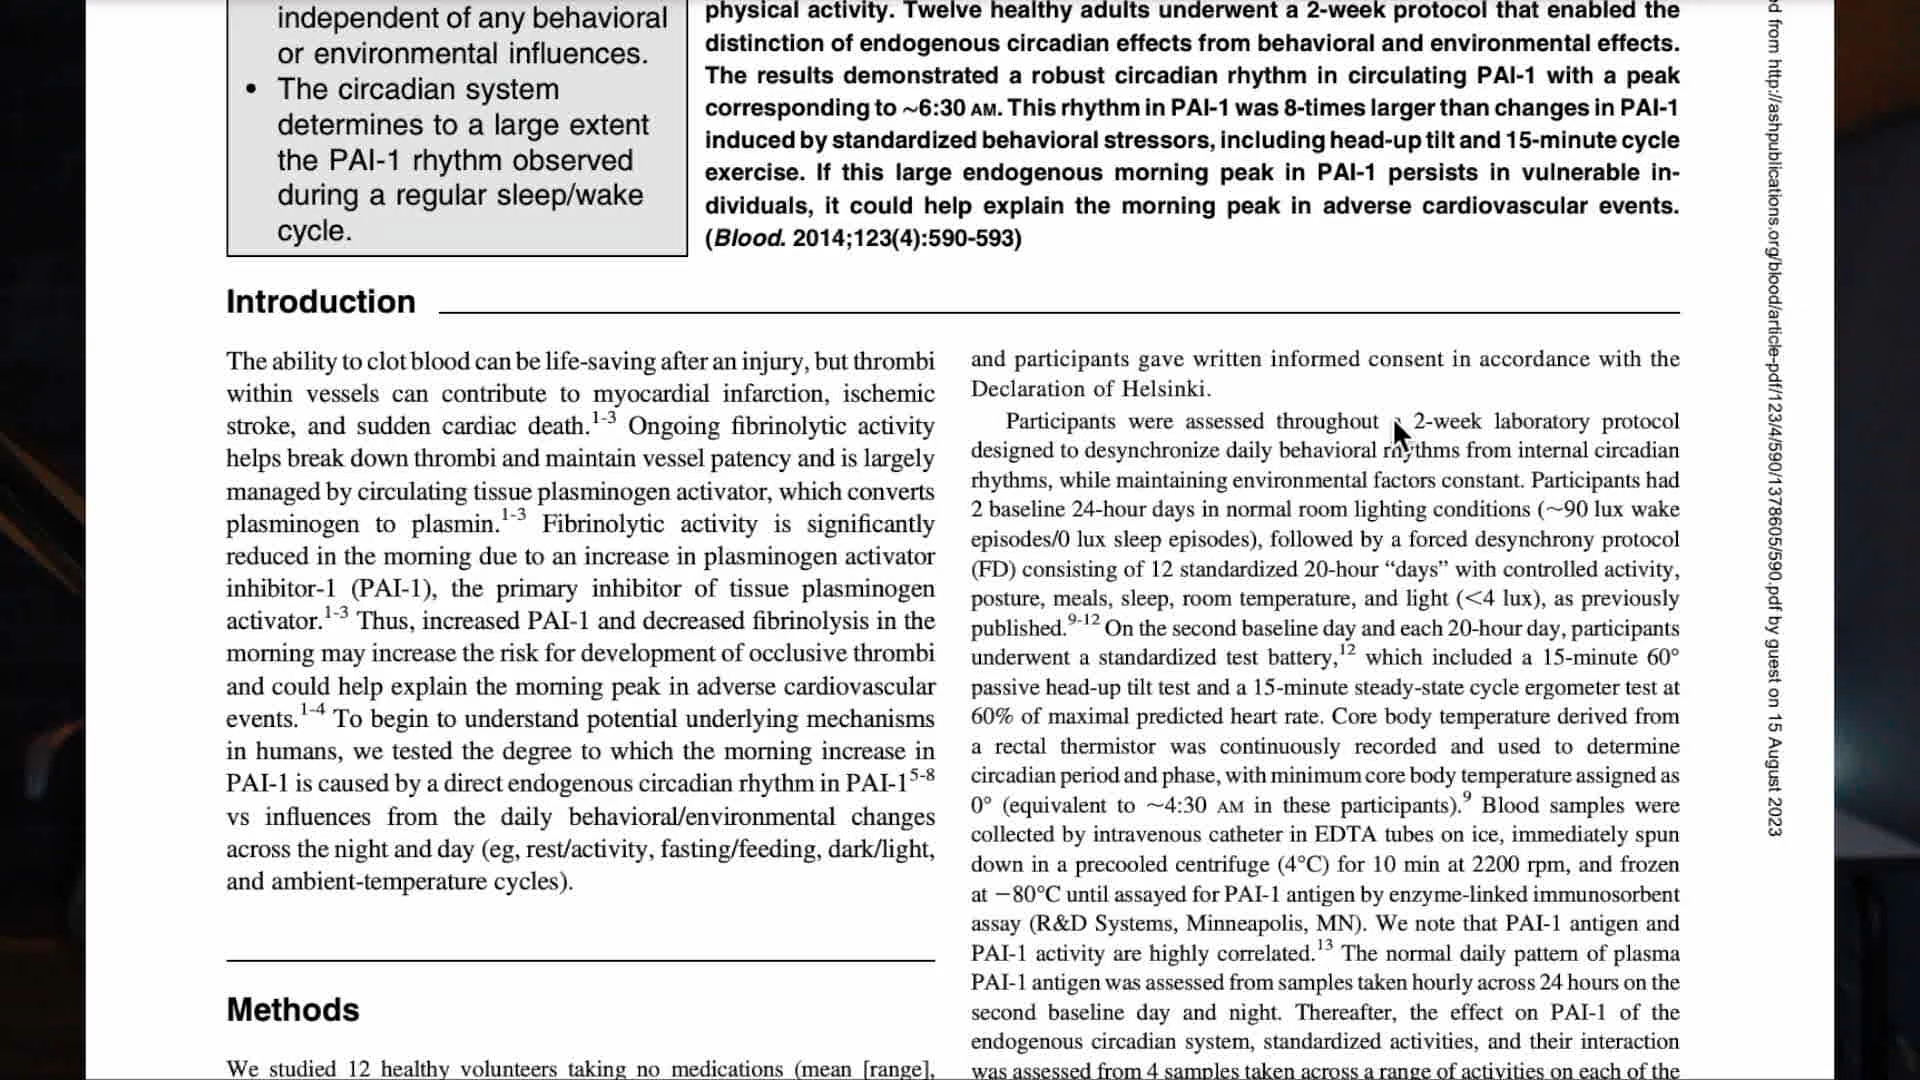 independent of any behavioral
or environmental influences.
• The circadian system
determines to a large extent
the PAI-1 rhythm observed
during a regular sleep/wake
cycle.
physical activity. Twelve healthy adults underwent a 2-week protocol that enabled the
distinction of endogenous circadian effects from behavioral and environmental effects.
The results demonstrated a robust circadian rhythm in circulating PAI-1 with a peak
corresponding to ~6:30 AM. This rhythm in PAI-1 was 8-times larger than changes in PAI-1
induced by standardized behavioral stressors, including head-up tilt and 15-minute cycle
exercise. If this large endogenous morning peak in PAI-1 persists in vulnerable in-
dividuals, it could help explain the morning peak in adverse cardiovascular events.
(Blood. 2014;123(4):590-593)
Introduction
The ability to clot blood can be life-saving after an injury, but thrombi
within vessels can contribute to myocardial infarction, ischemic
stroke, and sudden cardiac death.1-3 Ongoing fibrinolytic activity
helps break down thrombi and maintain vessel patency and is largely
managed by circulating tissue plasminogen activator, which converts
plasminogen to plasmin.1-3 Fibrinolytic activity is significantly
reduced in the morning due to an increase in plasminogen activator
inhibitor-1 (PAI-1), the primary inhibitor of tissue plasminogen
activator.1-3 Thus, increased PAI-1 and decreased fibrinolysis in the
morning may increase the risk for development of occlusive thrombi
and could help explain the morning peak in adverse cardiovascular
events.1-4 To begin to understand potential underlying mechanisms
in humans, we tested the degree to which the morning increase in
PAI-1 is caused by a direct endogenous circadian rhythm in PAI-15-8
vs influences from the daily behavioral/environmental changes
across the night and day (eg, rest/activity, fasting/feeding, dark/light,
and ambient-temperature cycles).
Methods
We studied 12 healthy volunteers taking no medications (mean [range],
and participants gave written informed consent in accordance with the
Declaration of Helsinki.
Participants were assessed throughout 2-week laboratory protocol
designed to desynchronize daily behavioral rhythms from internal circadian
rhythms, while maintaining environmental factors constant. Participants had
2 baseline 24-hour days in normal room lighting conditions (~90 lux wake
episodes/0 lux sleep episodes), followed by a forced desynchrony protocol
(FD) consisting of 12 standardized 20-hour “days” with controlled activity,
posture, meals, sleep, room temperature, and light (<4 lux), as previously
published.9-12 On the second baseline day and each 20-hour day, participants
underwent a standardized test battery,12 which included a 15-minute 60°
passive head-up tilt test and a 15-minute steady-state cycle ergometer test at
60% of maximal predicted heart rate. Core body temperature derived from
a rectal thermistor was continuously recorded and used to determine
circadian period and phase, with minimum core body temperature assigned as
0° (equivalent to ~4:30 AM in these participants).9 Blood samples were
collected by intravenous catheter in EDTA tubes on ice, immediately spun
down in a precooled centrifuge (4°C) for 10 min at 2200 rpm, and frozen
at −80°C until assayed for PAI-1 antigen by enzyme-linked immunosorbent
assay (R&D Systems, Minneapolis, MN). We note that PAI-1 antigen and
PAI-1 activity are highly correlated.13 The normal daily pattern of plasma
PAI-1 antigen was assessed from samples taken hourly across 24 hours on the
second baseline day and night. Thereafter, the effect on PAI-1 of the
endogenous circadian system, standardized activities, and their interaction
was assessed from 4 samples taken across a range of activities on each of the
from http://ashpublications.org/blood/article-pdf/123/4/590/1378605/590.pdf by guest on 15 August 2023